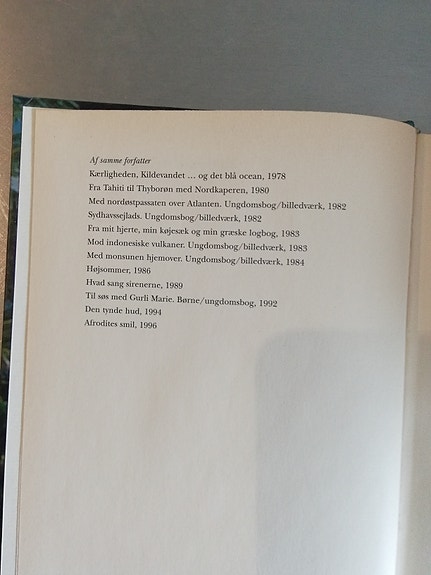 Af samme forfatter
Kærligheden, Kildevandet ... og det blå ocean, 1978
Fra Tahiti til Thyborøn med Nordkaperen, 1980
Med nordøstpassaten over Atlanten. Ungdomsbog/billedværk, 1982
Sydhavssejlads. Ungdomsbog/billedværk, 1982
Fra mit hjerte, min køjesæk og min græske logbog, 1983
Mod indonesiske vulkaner. Ungdomsbog/billedværk, 1983
Med monsunen hjemover. Ungdomsbog/billedværk, 1984
Højsommer, 1986
Hvad sang sirenerne, 1989
Til søs med Gurli Marie. Børne/ungdomsbog, 1992
Den tynde hud, 1994
Afrodites smil, 1996